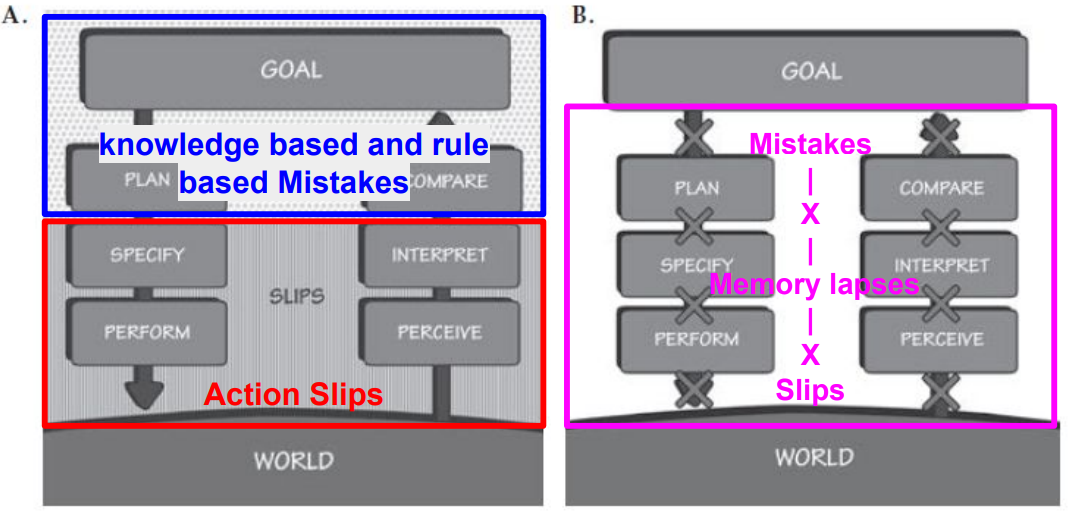 A.
GOAL
knowledge based and rule
based Mistakes
PLAN
COMPARE
SPECIFY
INTERPRET
SLIPS
PERFORM
PERCEIVE
Action Slips
WORLD
B.
GOAL
Mistakes
|
PLAN
COMPARE
X
|
SPECIFY
INTERPRET
Memory lapses
|
PERFORM
PERCEIVE
X
Slips
WORLD